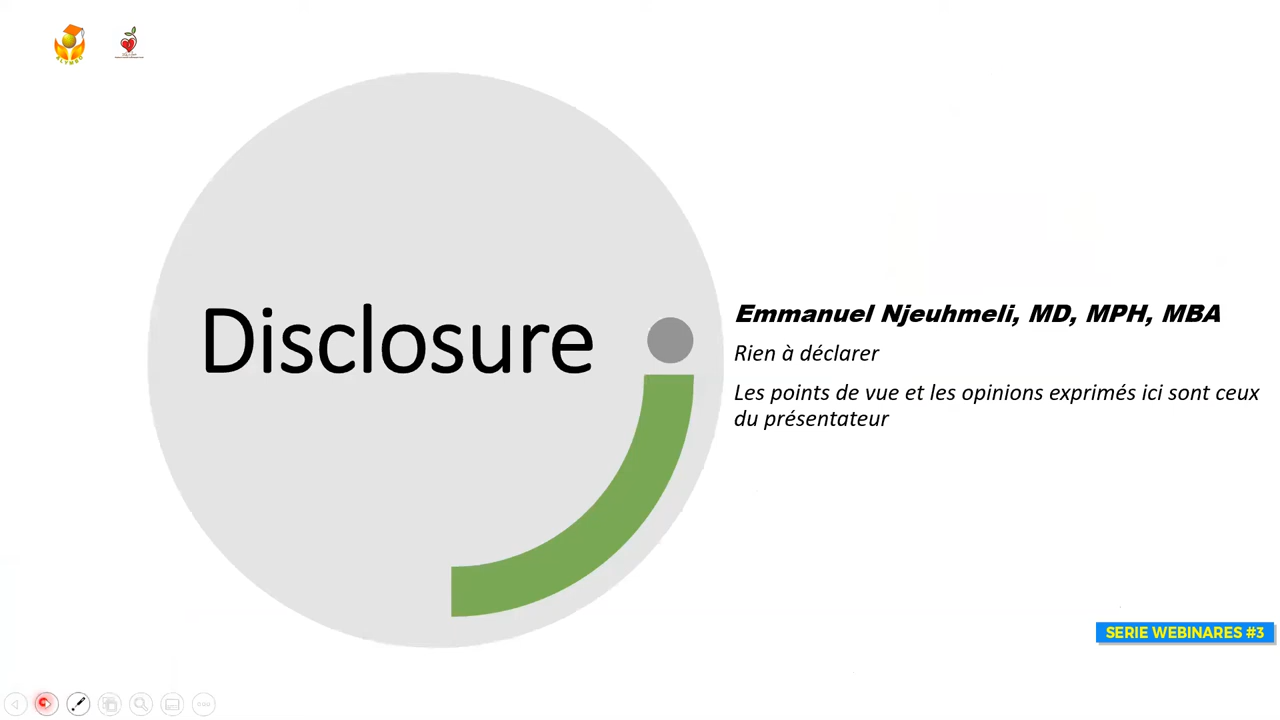 ALYMBO
Disclosure
Emmanuel Njeuhmeli, MD, MPH, MBA
Rien à déclarer
Les points de vue et les opinions exprimés ici sont ceux
du présentateur
SERIE WEBINARES #3